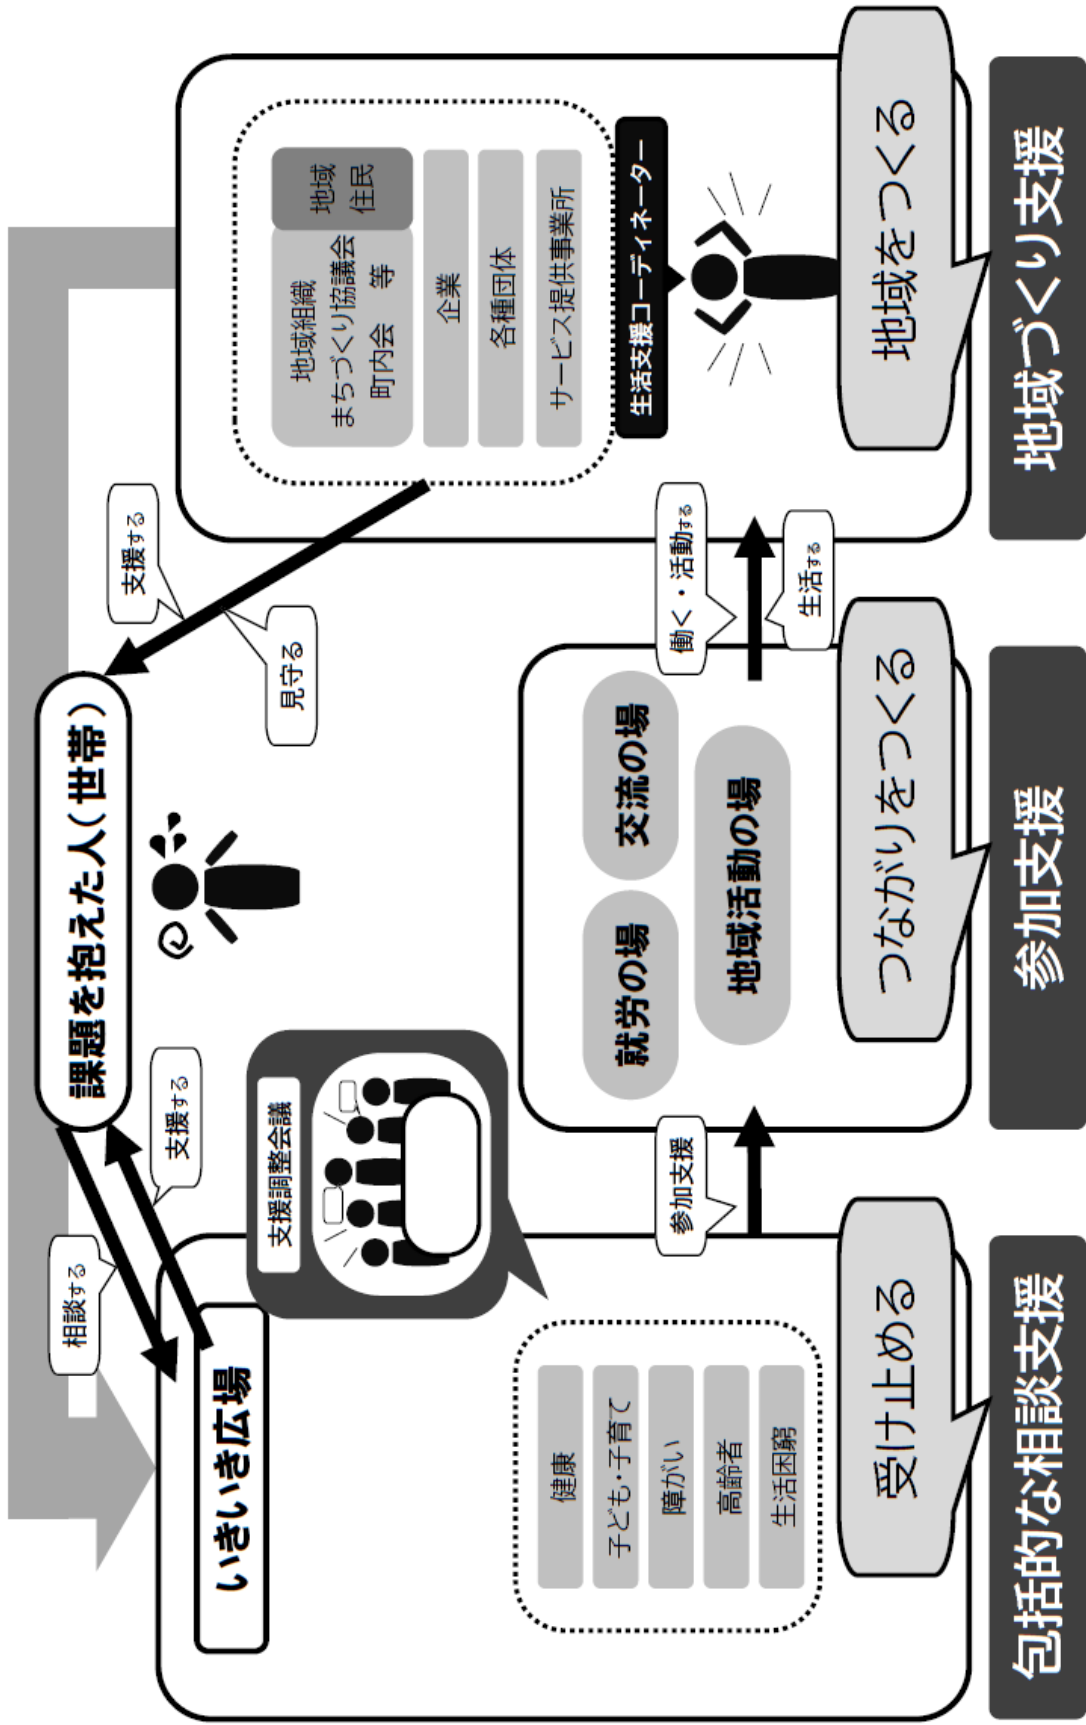 課題を抱えた人(世帯)
相談する
支援する
支援する
見守る
いきいき広場
支援調整会議
健康
子ども・子育て
障がい
高齢者
生活困窮
受け止める
包括的な相談支援
参加支援
就労の場
交流の場
地域活動の場
つながりをつくる
参加支援
働く・活動する
生活する
地域組織
まちづくり協議会
町内会　等
地域
住民
企業
各種団体
サービス提供事業所
生活支援コーディネーター
地域をつくる
地域づくり支援